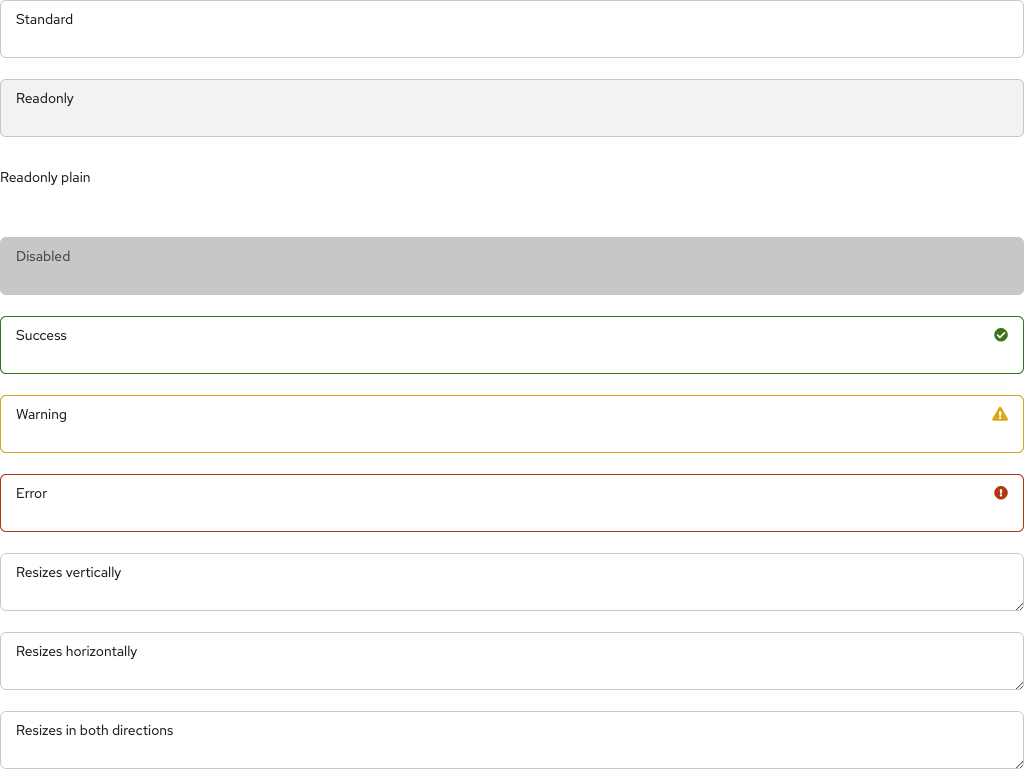 Standard
Readonly
Readonly plain
Disabled
Success
Warning
Error
Resizes vertically
Resizes horizontally
Resizes in both directions